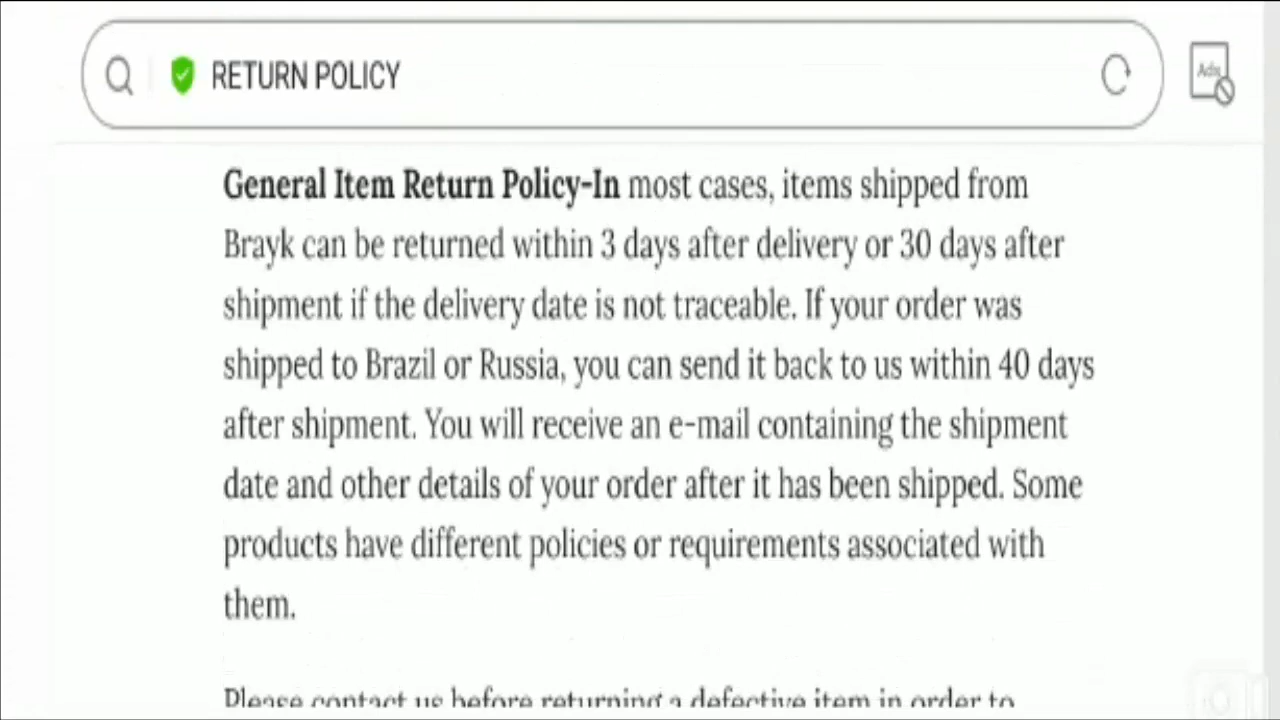 RETURN POLICY
Ads
General Item Return Policy-In most cases, items shipped from
Brayk can be returned within 3 days after delivery or 30 days after
shipment if the delivery date is not traceable. If your order was
shipped to Brazil or Russia, you can send it back to us within 40 days
after shipment. You will receive an e-mail containing the shipment
date and other details of your order after it has been shipped. Some
products have different policies or requirements associated with
them.
Please contact us before returning a defective item in order to